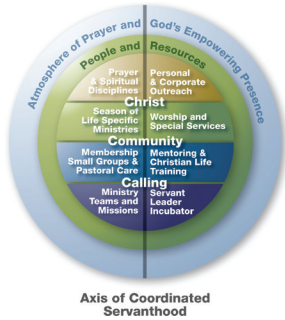 Atmosphere of Prayer and God's Empowering Presence
People and Resources
Prayer
& Spiritual
Disciplines
Personal
& Corporate
Outreach
Christ
Season of
Life Specific
Ministries
Worship and
Special Services
Community
Membership
Small Groups &
Pastoral Care
Mentoring &
Christian Life
Training
Calling
Ministry
Teams and
Missions
Servant
Leader
Incubator
Axis of Coordinated
Servanthood